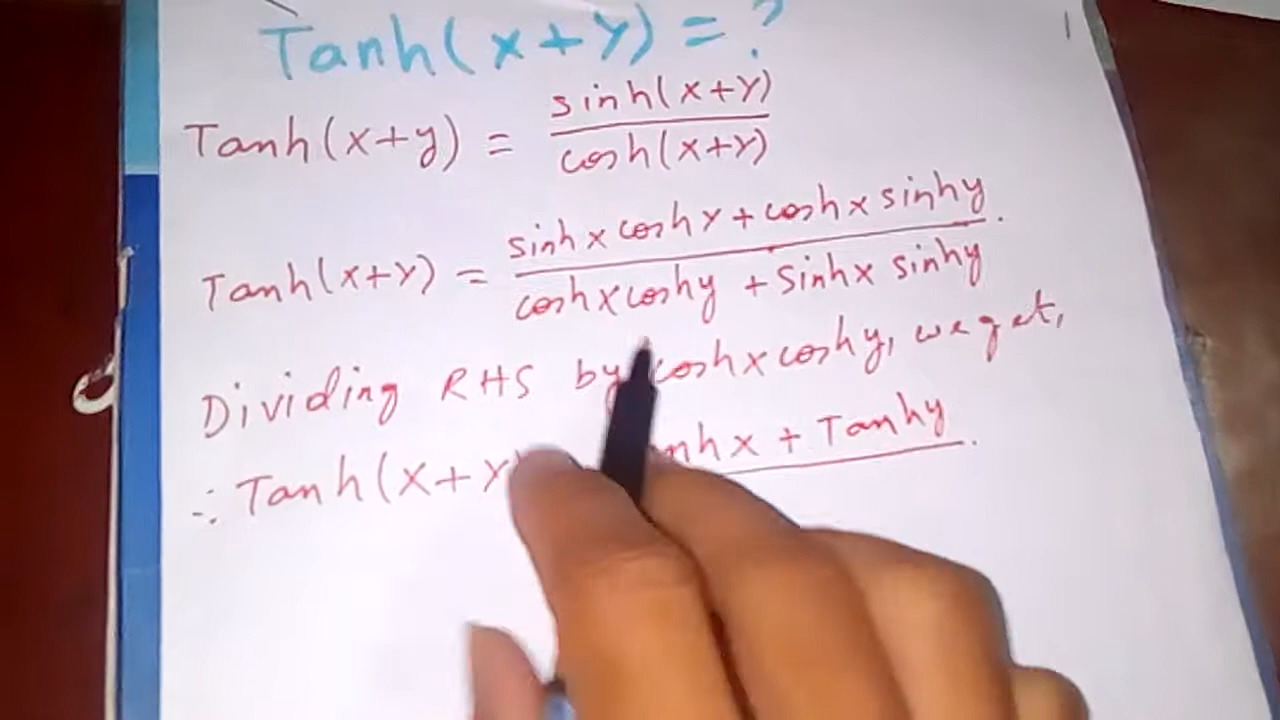 Tanh(x+y) = ?
Tanh(x+y) = sinh(x+y)
cosh(x+y)
Tanh(x+y) = sinhx coshy + coshx sinhy
coshx coshy + sinhx sinhy
Dividing RHS by coshx coshy, we get,
∴ Tanh(x+y + Tanhy